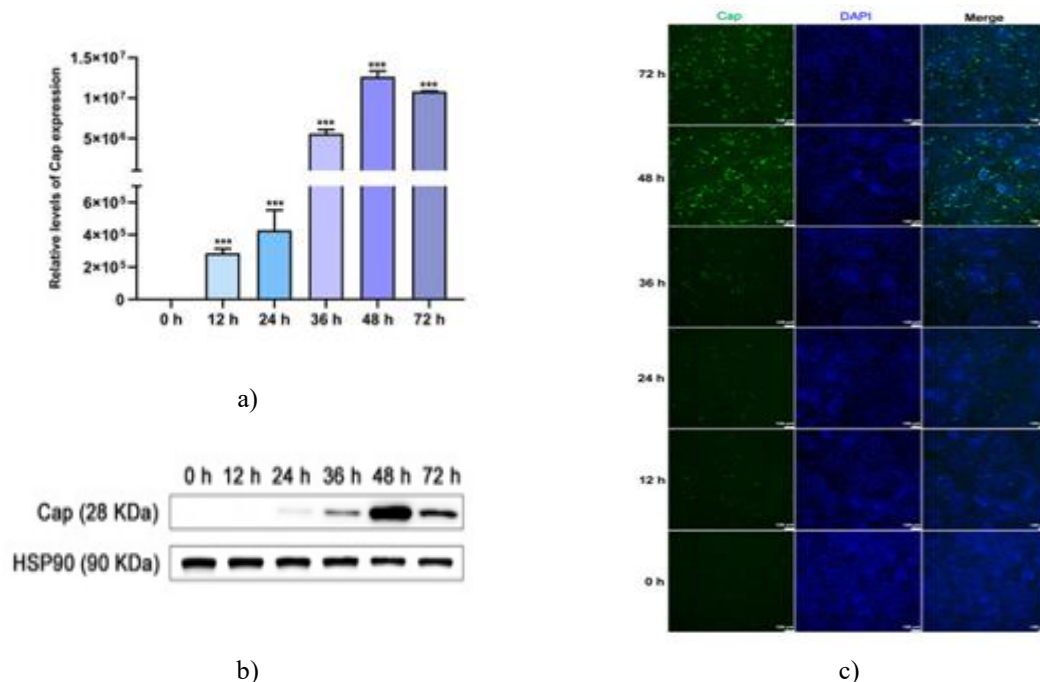 Relative levels of Cap expression
1.5×10⁷
1×10⁷
5×10⁶
6×10⁵
4×10⁵
2×10⁵
0
*** *** *** *** ***
0 h 12 h 24 h 36 h 48 h 72 h
a)
0 h 12 h 24 h 36 h 48 h 72 h
Cap (28 KDa)
HSP90 (90 KDa)
b)
Cap DAPI Merge
72 h
48 h
36 h
24 h
12 h
0 h
c)